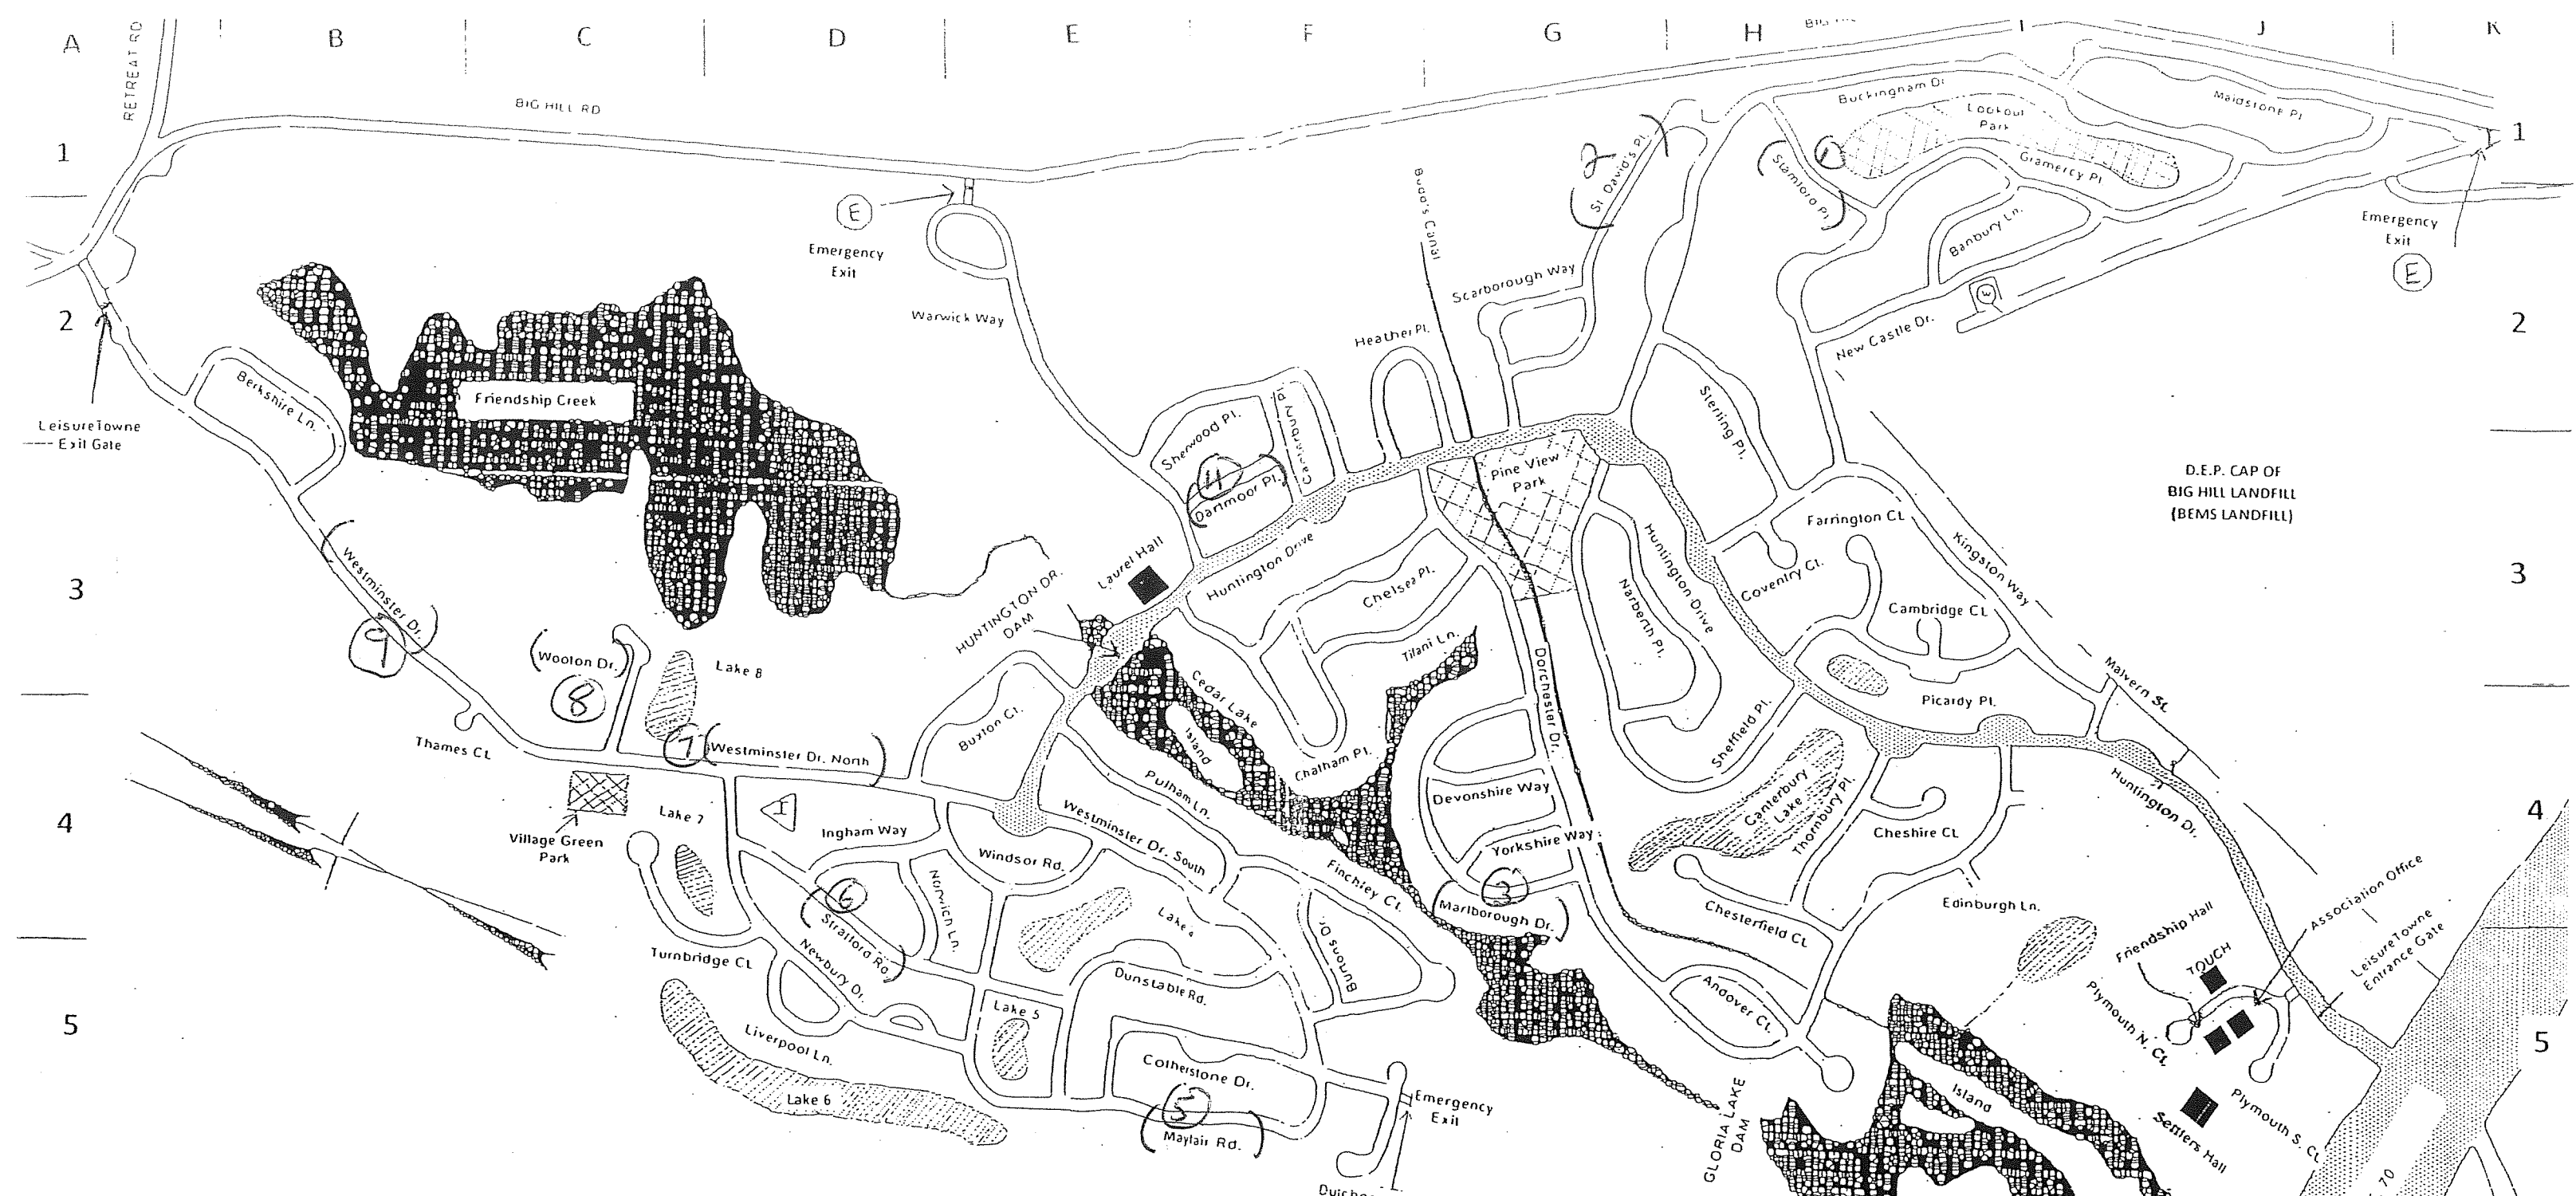 A
B
C
D
E
F
G
H
I
J
K
RETREAT RD
BIG HILL RD
Buckingham Dr
Lookout
Park
Maidstone Pl
1
1
2
St David's Pl.
Stamford Pl
1
Gramercy Pl
Budd's Canal
E
Emergency
Exit
Emergency
Exit
E
Banbury Ln.
W
Scarborough Way
2
Warwick Way
Heather Pl.
New Castle Dr.
2
Berkshire Ln.
Friendship Creek
LeisureTowne
Exit Gate
Sherwood Pl.
Canterbury Pl
Sterling Pl.
4
Dartmoor Pl.
Pine View
Park
D.E.P. CAP OF
BIG HILL LANDFILL
(BEMS LANDFILL)
Farrington Ct
Kingston Way
Westminster Dr.
Laurel Hall
Huntington Drive
Huntington Drive
Coventry Ct.
3
HUNTINGTON DR.
DAM
Chelsea Pl.
Narberth Pl.
Cambridge Ct
3
9
Wooton Dr.
8
Lake 8
Cedar Lake
Island
Tilani Ln.
Dorchester Dr.
Malvern St
Picardy Pl.
Thames Ct
7
Westminster Dr. North
Buxton Ct.
Chatham Pl.
Sheffield Pl.
4
Village Green
Park
Lake 7
I
Ingham Way
Windsor Rd.
Pulham Ln.
Westminster Dr. South
Devonshire Way
Yorkshire Way
Canterbury
Lake
Thornbury Pl.
Cheshire Ct
Huntington Dr.
4
6
Stratford Rd.
Norwich Ln.
Finchley Ct.
3
Marlborough Dr.
Chesterfield Ct
Edinburgh Ln.
Friendship Hall
TOUCH
Association Office
LeisureTowne
Entrance Gate
Turnbridge Ct
Newbury Dr.
Dunstable Rd.
Andover Ct.
Plymouth N. Ct
5
Liverpool Ln.
Lake 5
Lake 6
Cotherstone Dr.
5
Emergency
Exit
GLORIA LAKE
DAM
Island
Settlers Hall
Plymouth S. Ct
5
70